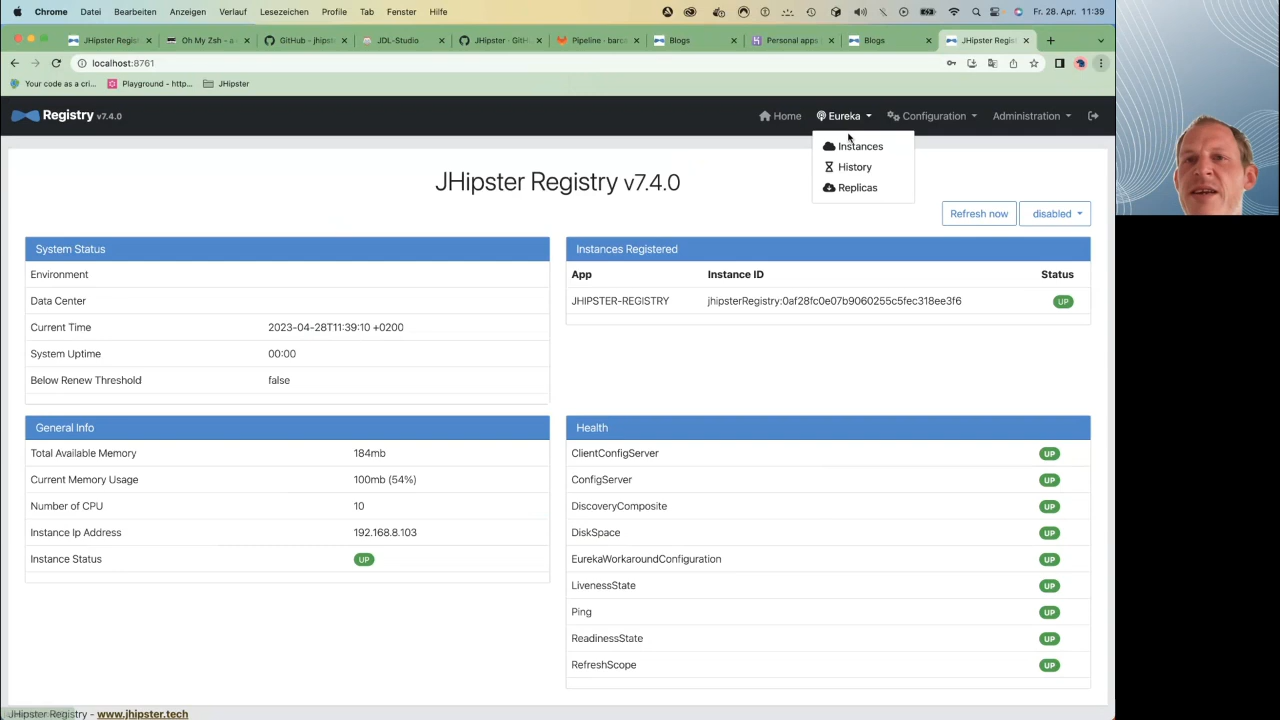 Chrome Datei Bearbeiten Anzeigen Verlauf Lesezeichen Profile Tab Fenster Hilfe Fr. 28. Apr. 11:39
JHipster Regist Oh My Zsh - a GitHub - jhips JDL-Studio JHipster · GitH Pipeline · barc Blogs Personal apps Blogs JHipster Regist
localhost:8761
Your code as a cri... Playground - http... JHipster
Registry v7.4.0 Home Eureka Configuration Administration
Instances
History
Replicas
JHipster Registry v7.4.0
Refresh now disabled
System Status
Environment
Data Center
Current Time 2023-04-28T11:39:10 +0200
System Uptime 00:00
Below Renew Threshold false
Instances Registered
App Instance ID Status
JHIPSTER-REGISTRY jhipsterRegistry:0af28fc0e07b9060255c5fec318ee3f6 UP
General Info
Total Available Memory 184mb
Current Memory Usage 100mb (54%)
Number of CPU 10
Instance Ip Address 192.168.8.103
Instance Status UP
Health
ClientConfigServer UP
ConfigServer UP
DiscoveryComposite UP
DiskSpace UP
EurekaWorkaroundConfiguration UP
LivenessState UP
Ping UP
ReadinessState UP
RefreshScope UP
JHipster Registry - www.jhipster.tech